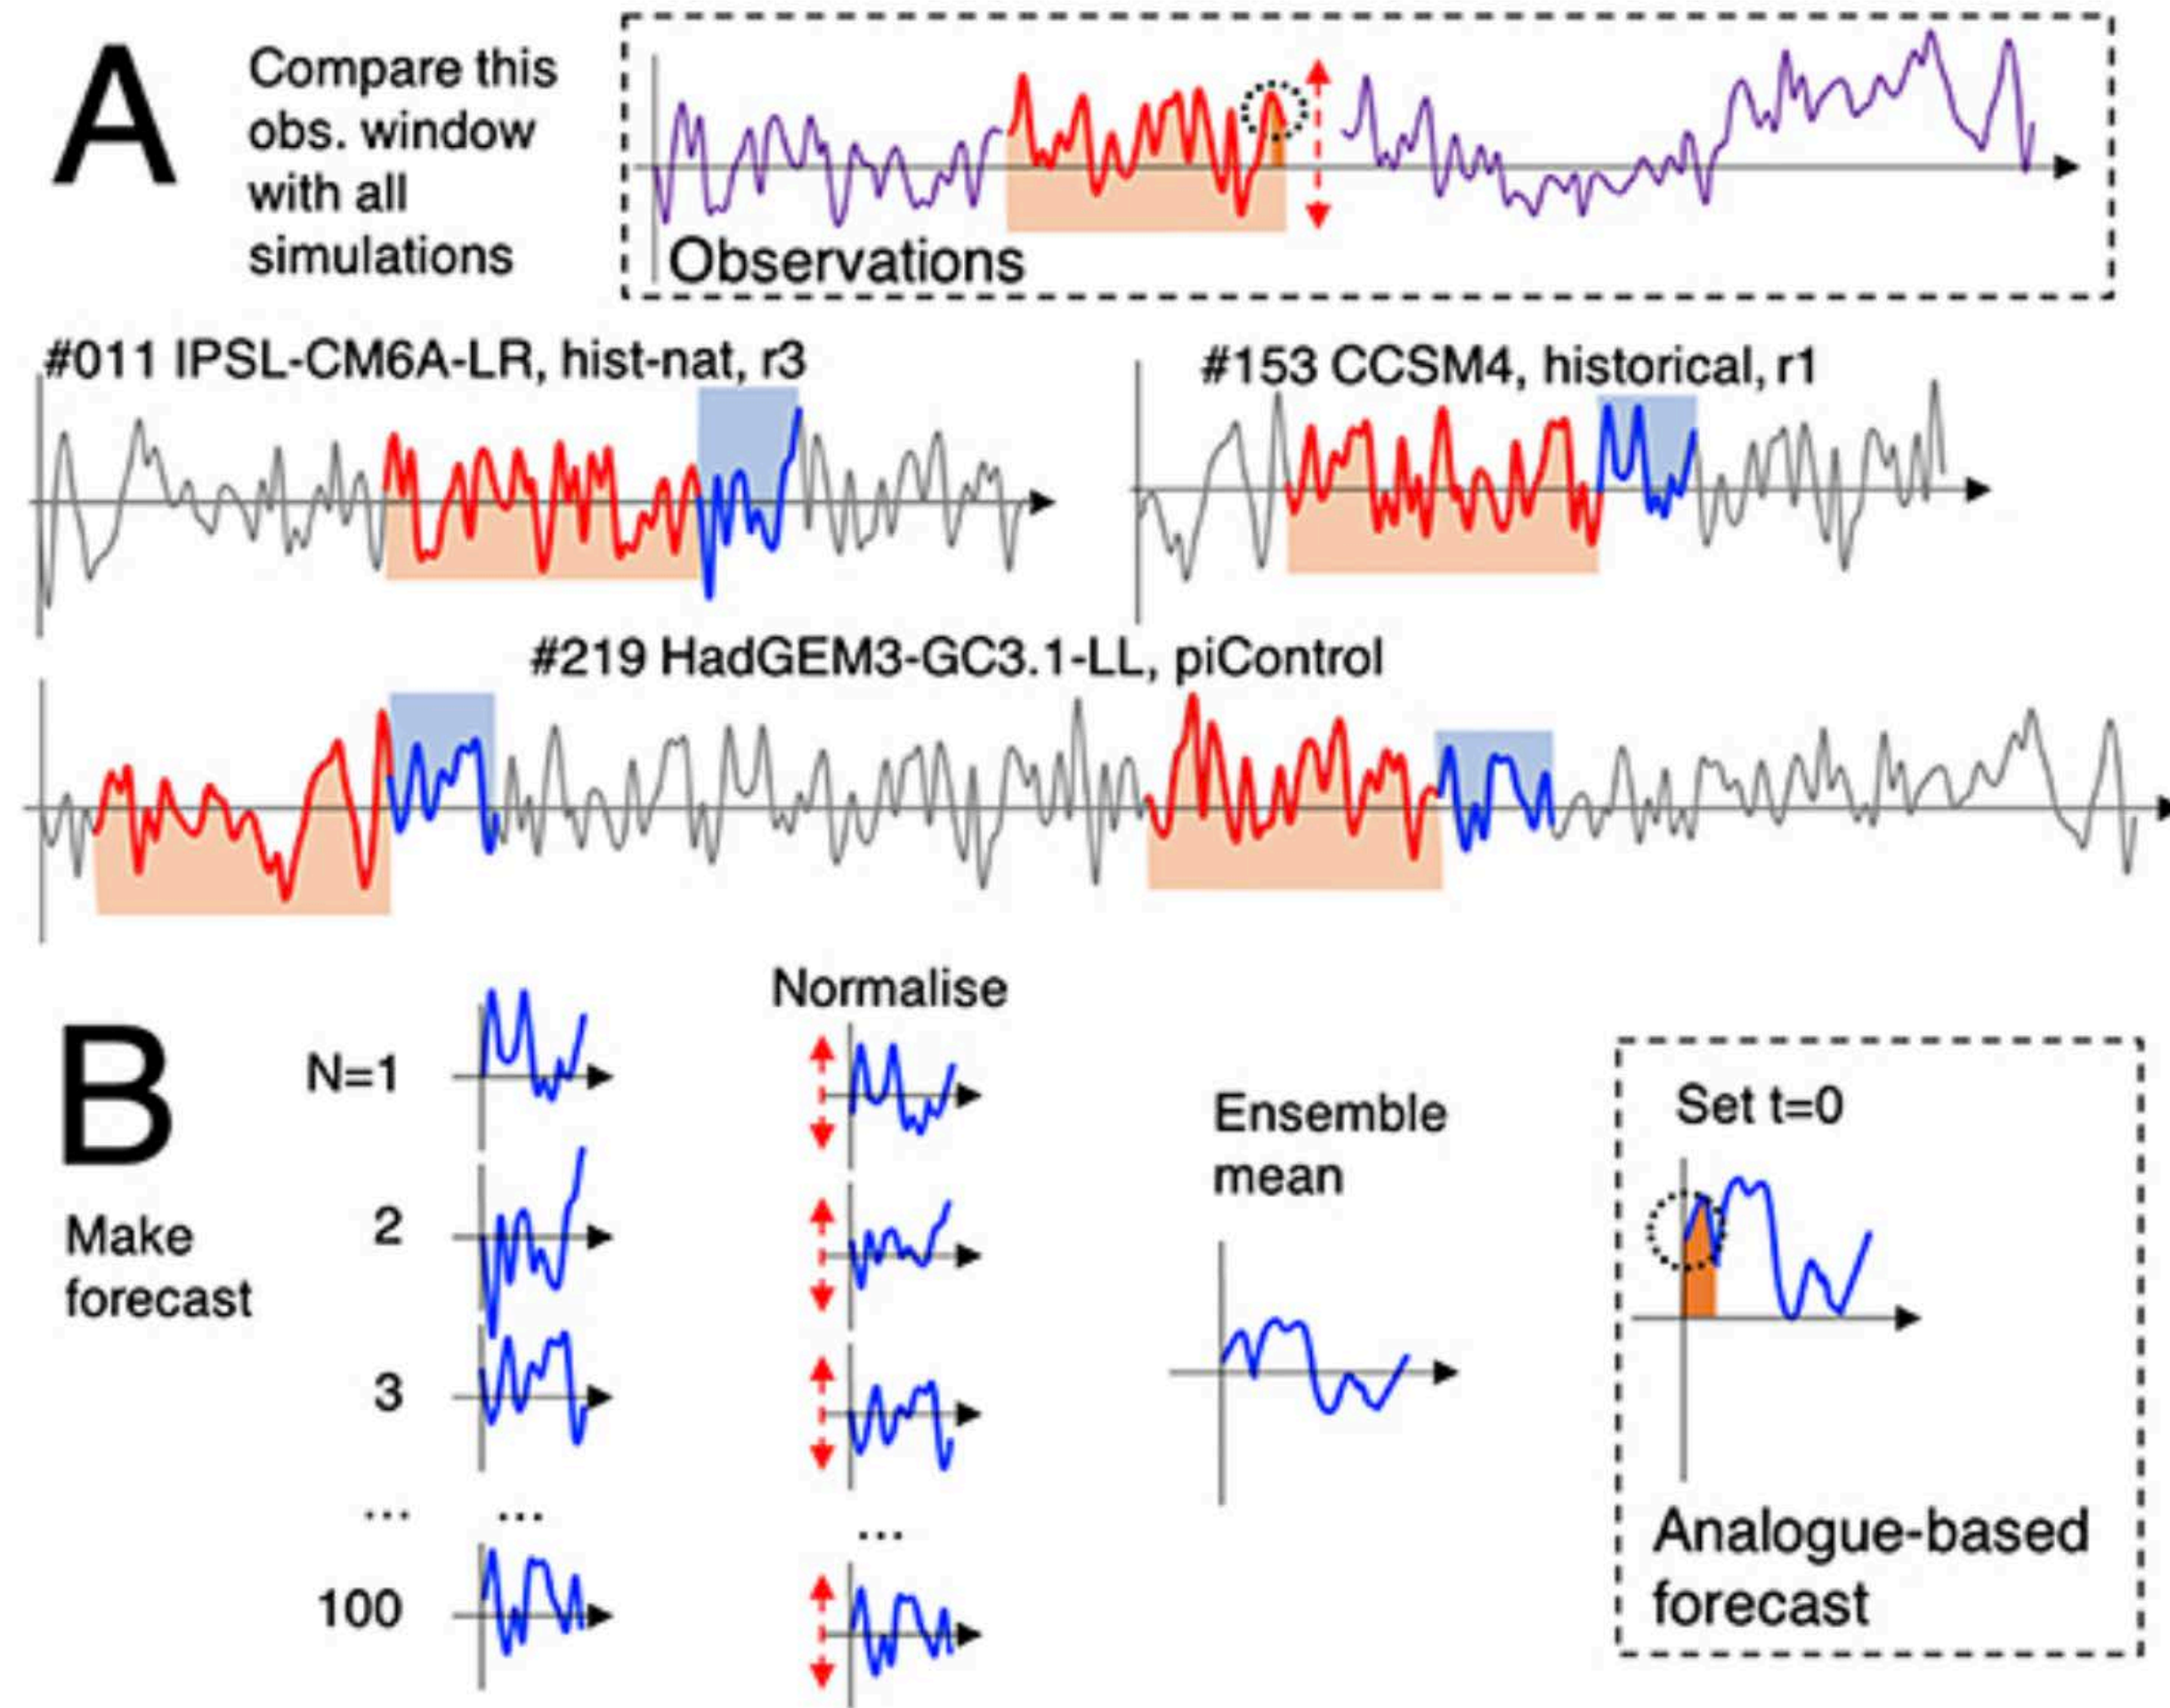 A
Compare this
obs. window
with all
simulations
Observations
#011 IPSL-CM6A-LR, hist-nat, r3
#153 CCSM4, historical, r1
#219 HadGEM3-GC3.1-LL, piControl
B
Make
forecast
N=1
2
3
... ...
100
Normalise
...
Ensemble
mean
Set t=0
Analogue-based
forecast